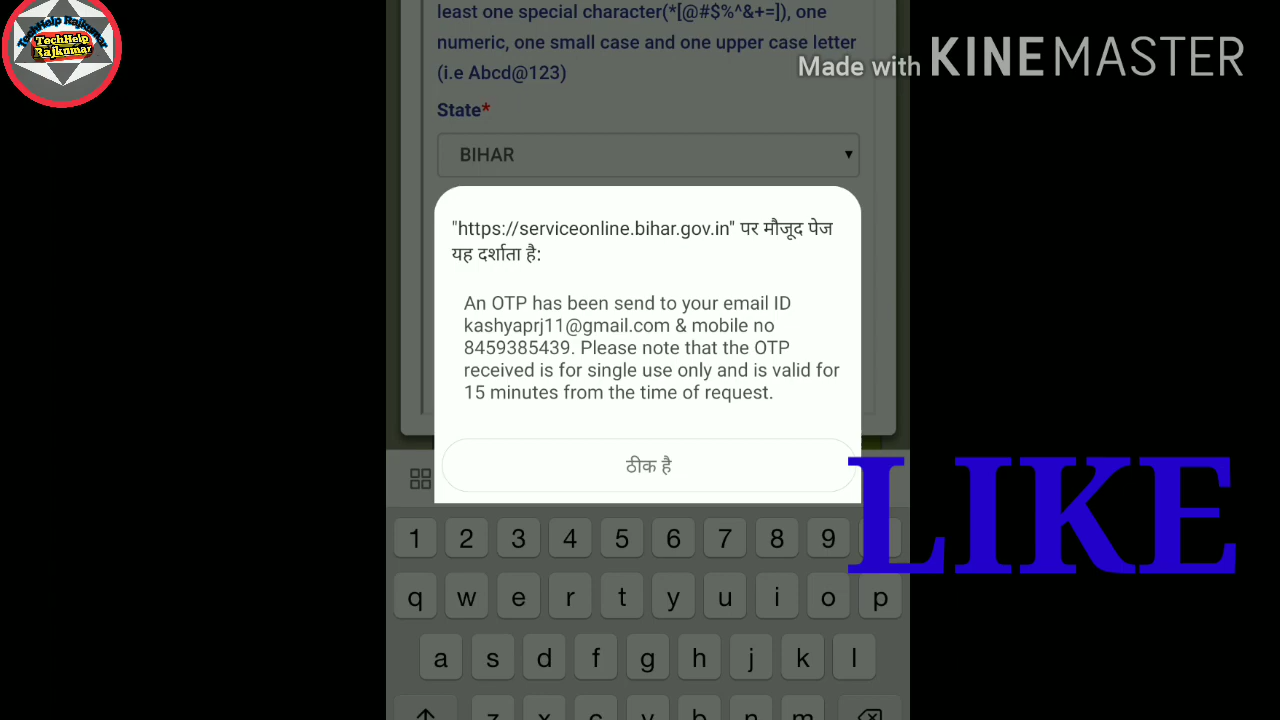 TechHelp Rajkumar
TechHelp
Rajkumar
Made with KINEMASTER
least one special character(*[@#$%^&+=]), one
numeric, one small case and one upper case letter
(i.e Abcd@123)
State*
BIHAR
"https://serviceonline.bihar.gov.in" पर मौजूद पेज
यह दर्शाता है:
An OTP has been send to your email ID
kashyaprj11@gmail.com & mobile no
8459385439. Please note that the OTP
received is for single use only and is valid for
15 minutes from the time of request.
ठीक है
LIKE
1 2 3 4 5 6 7 8 9
q w e r t y u i o p
a s d f g h j k l
z x c v b n m